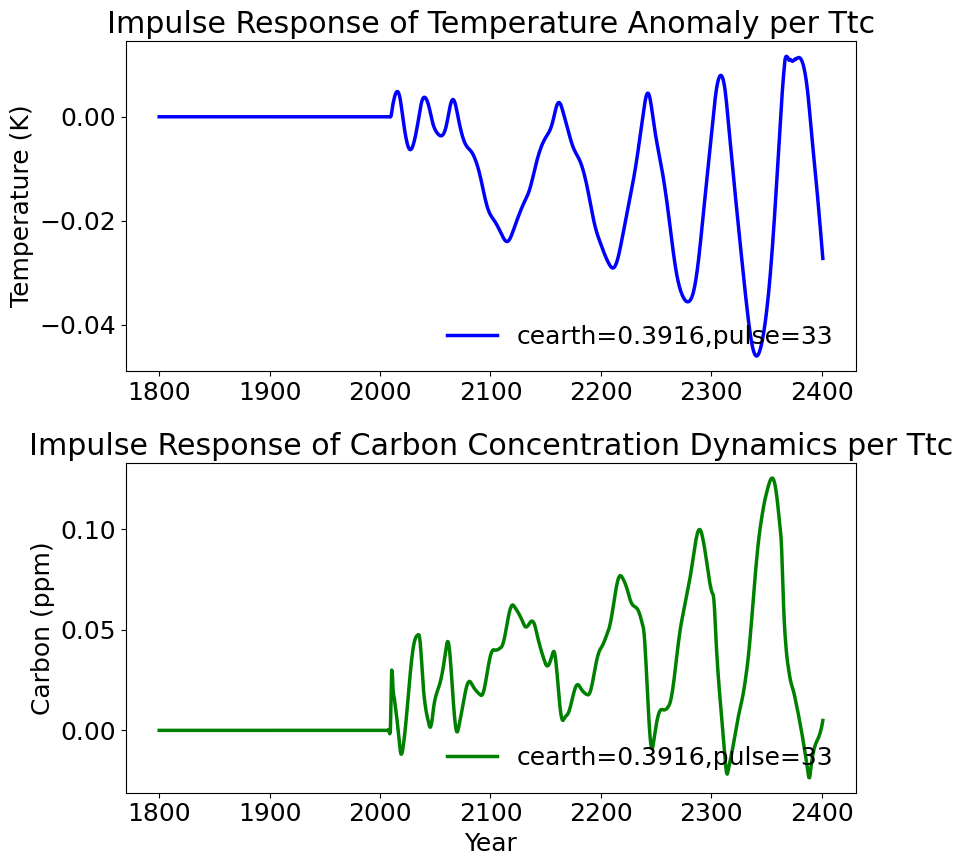 Impulse Response of Temperature Anomaly per Ttc
Temperature (K)
0.00
−0.02
−0.04
cearth=0.3916,pulse=33
1800 1900 2000 2100 2200 2300 2400
Impulse Response of Carbon Concentration Dynamics per Ttc
Carbon (ppm)
0.10
0.05
0.00
cearth=0.3916,pulse=33
1800 1900 2000 2100 2200 2300 2400
Year